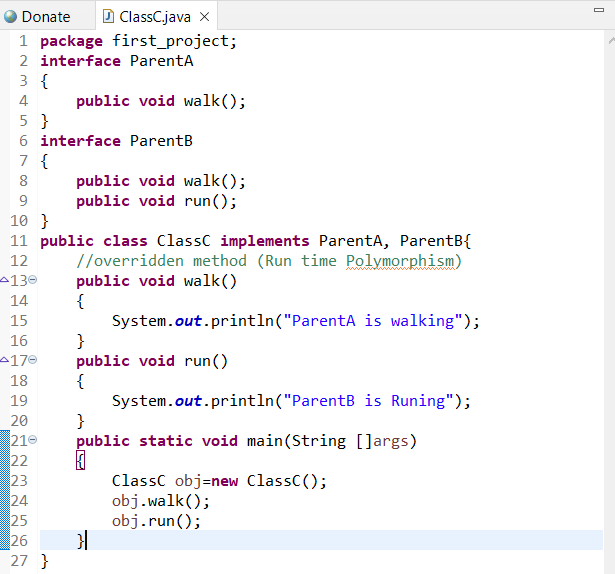 Donate ClassC.java
1 package first_project;
2 interface ParentA
3 {
4 public void walk();
5 }
6 interface ParentB
7 {
8 public void walk();
9 public void run();
10 }
11 public class ClassC implements ParentA, ParentB{
12 //overridden method (Run time Polymorphism)
13 public void walk()
14 {
15 System.out.println("ParentA is walking");
16 }
17 public void run()
18 {
19 System.out.println("ParentB is Runing");
20 }
21 public static void main(String []args)
22 {
23 ClassC obj=new ClassC();
24 obj.walk();
25 obj.run();
26 }
27 }